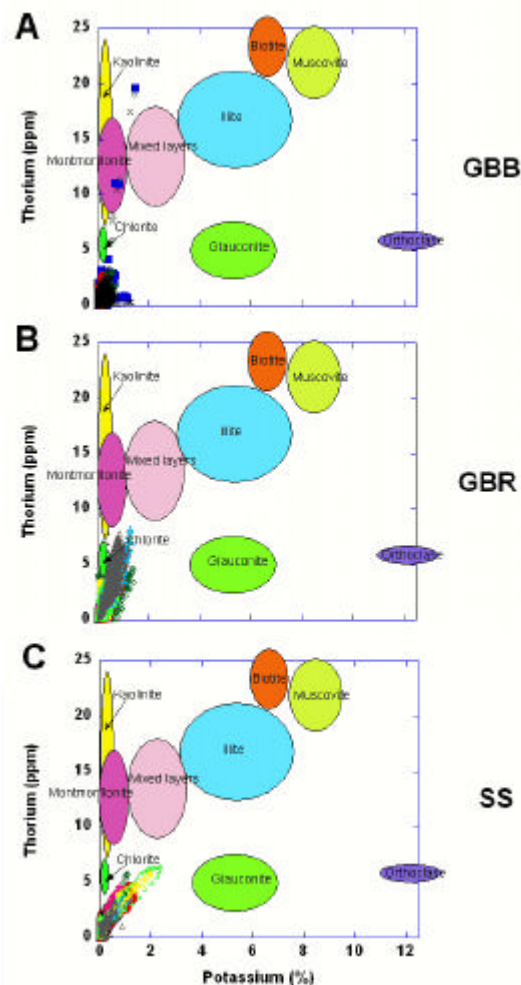 A
25
20
15
10
5
0
Thorium (ppm)
Kaolinite
Montmorillonite
Mixed layers
Chlorite
Illite
Biotite
Muscovite
Glauconite
Orthoclase
GBB
B
25
20
15
10
5
0
Thorium (ppm)
Kaolinite
Montmorillonite
Mixed layers
Chlorite
Illite
Biotite
Muscovite
Glauconite
Orthoclase
GBR
C
25
20
15
10
5
0
Thorium (ppm)
Kaolinite
Montmorillonite
Mixed layers
Chlorite
Illite
Biotite
Muscovite
Glauconite
Orthoclase
SS
0 2 4 6 8 10 12
Potassium (%)